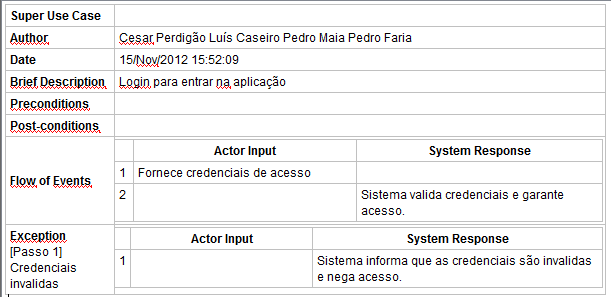 Super Use Case
Author Cesar Perdigão Luís Caseiro Pedro Maia Pedro Faria
Date 15/Nov/2012 15:52:09
Brief Description Login para entrar na aplicação
Preconditions
Post-conditions
Flow of Events
Actor Input System Response
1 Fornece credenciais de acesso
2 Sistema valida credenciais e garante
acesso.
Exception
[Passo 1]
Credenciais
invalidas
Actor Input System Response
1 Sistema informa que as credenciais são invalidas
e nega acesso.